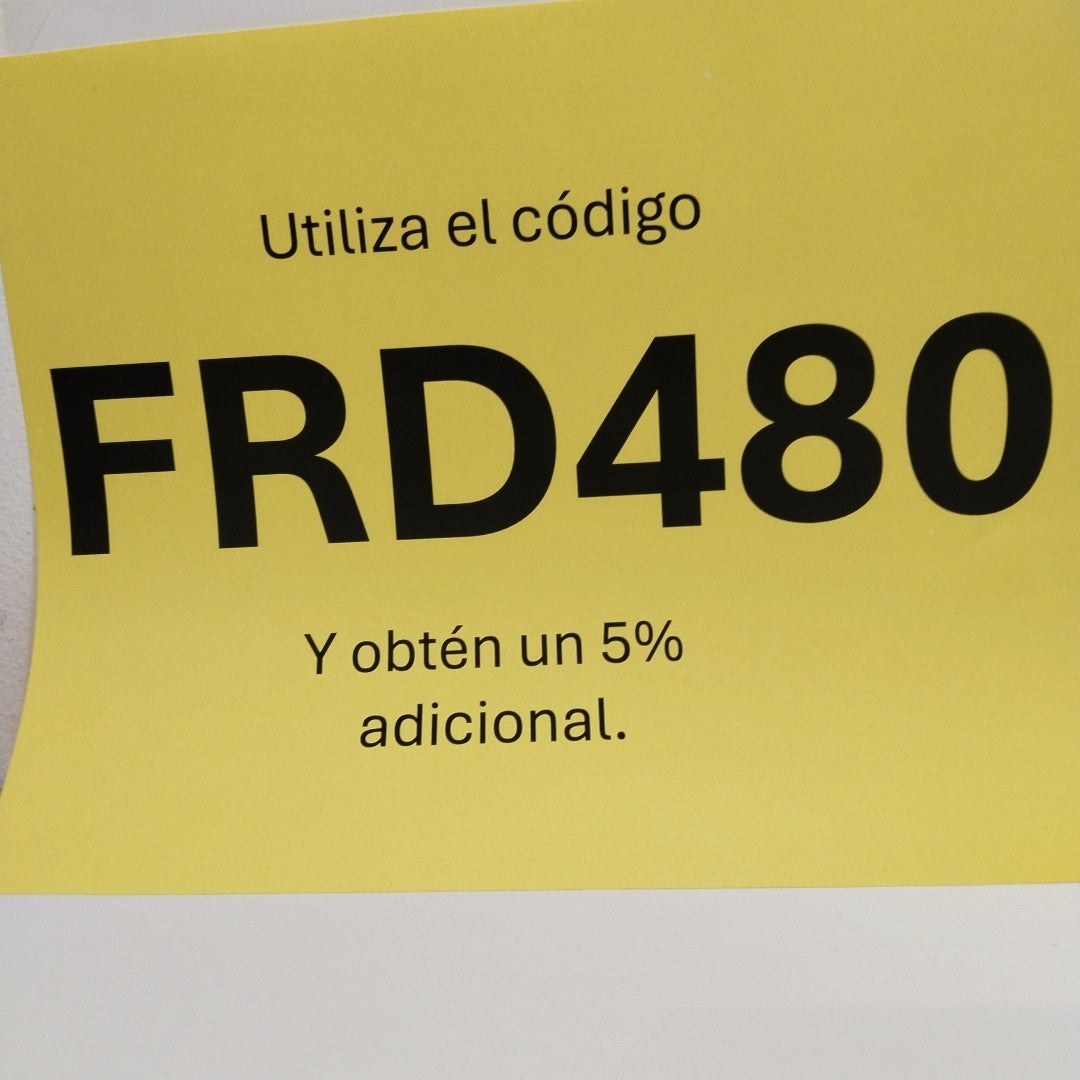 Utiliza el código
FRD480
Y obtén un 5%
adicional.